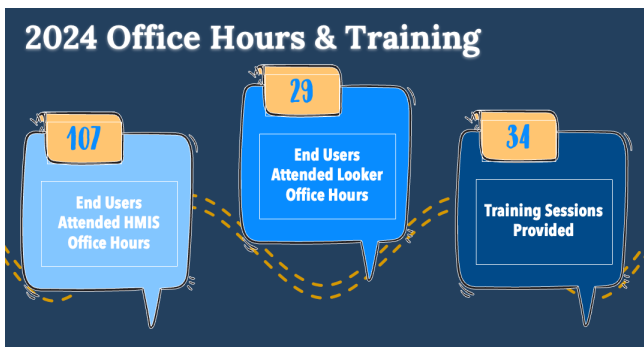 2024 Office Hours & Training
107
End Users
Attended HMIS
Office Hours
29
End Users
Attended Looker
Office Hours
34
Training Sessions
Provided